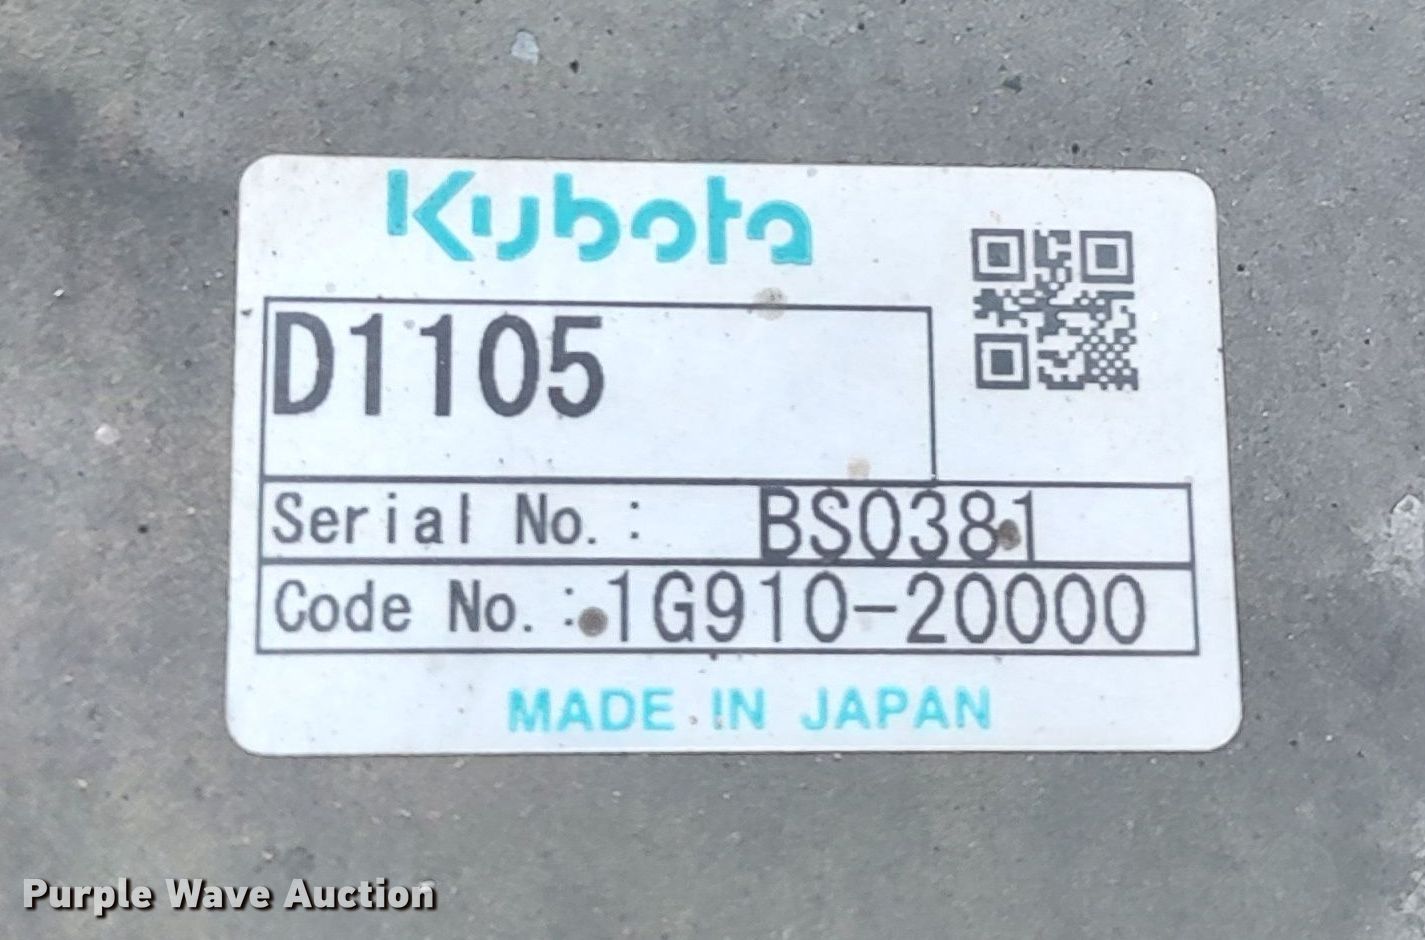 Kubota
D1105
Serial No.: BS0381
Code No.: 1G910-20000
MADE IN JAPAN
Purple Wave Auction